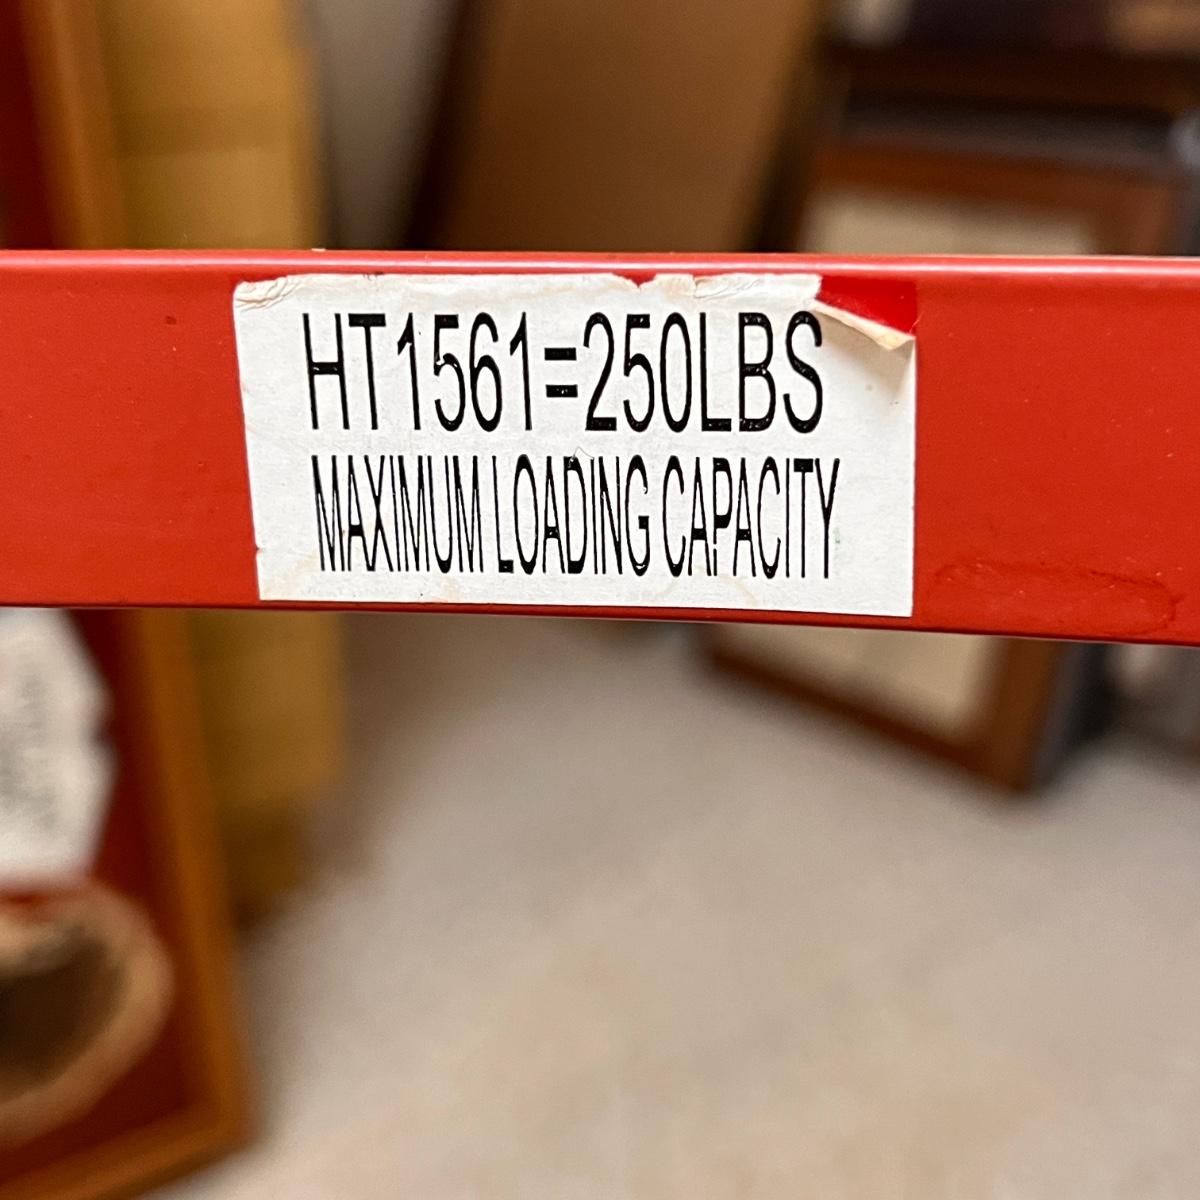 HT1561=250LBS
MAXIMUM LOADING CAPACITY